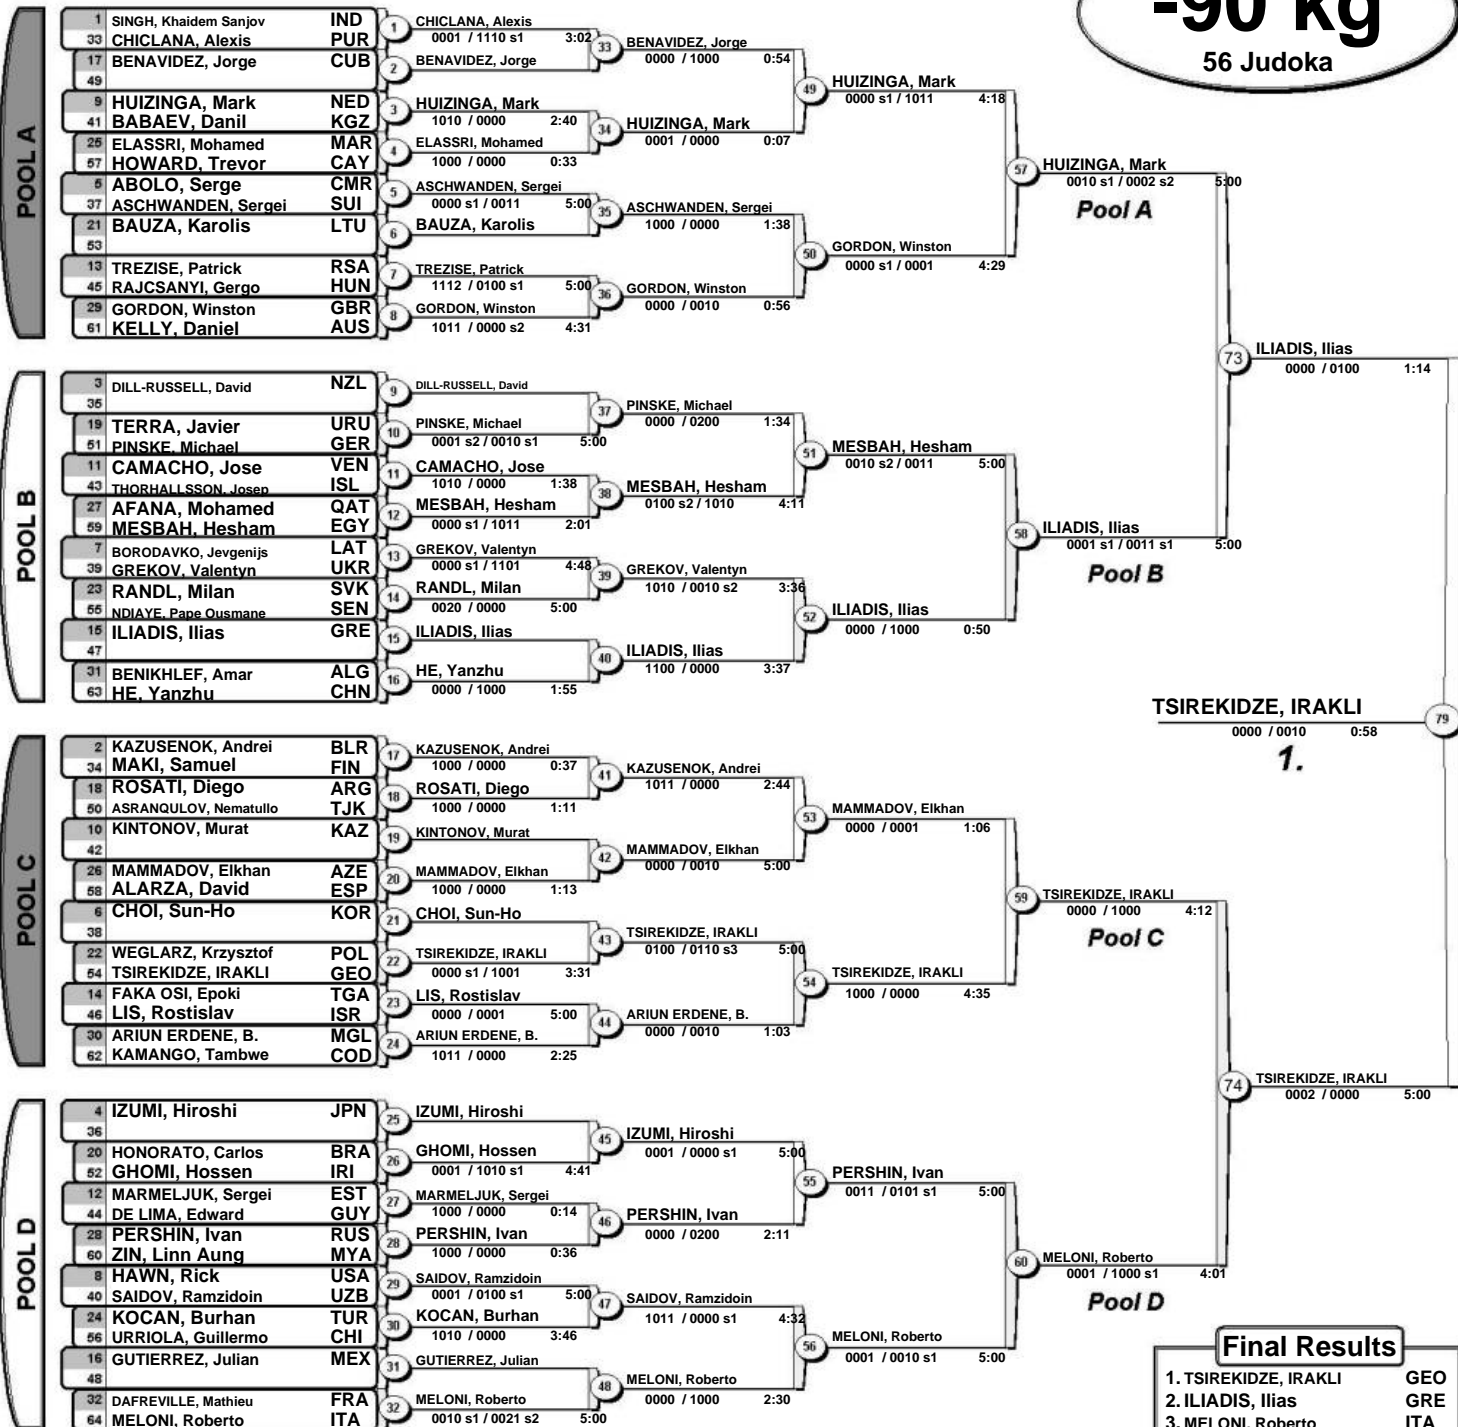 -90 kg
56 Judoka
POOL A
1 SINGH, Khaidem Sanjov IND
33 CHICLANA, Alexis PUR
17 BENAVIDEZ, Jorge CUB
49
9 HUIZINGA, Mark NED
41 BABAEV, Danil KGZ
25 ELASSRI, Mohamed MAR
57 HOWARD, Trevor CAY
5 ABOLO, Serge CMR
37 ASCHWANDEN, Sergei SUI
21 BAUZA, Karolis LTU
53
13 TREZISE, Patrick RSA
45 RAJCSANYI, Gergo HUN
29 GORDON, Winston GBR
61 KELLY, Daniel AUS
1 CHICLANA, Alexis
0001 / 1110 s1 3:02
2 BENAVIDEZ, Jorge
3 HUIZINGA, Mark
1010 / 0000 2:40
4 ELASSRI, Mohamed
1000 / 0000 0:33
5 ASCHWANDEN, Sergei
0000 s1 / 0011 5:00
6 BAUZA, Karolis
7 TREZISE, Patrick
1112 / 0100 s1 5:00
8 GORDON, Winston
1011 / 0000 s2 4:31
33 BENAVIDEZ, Jorge
0000 / 1000 0:54
34 HUIZINGA, Mark
0001 / 0000 0:07
35 ASCHWANDEN, Sergei
1000 / 0000 1:38
36 GORDON, Winston
0000 / 0010 0:56
49 HUIZINGA, Mark
0000 s1 / 1011 4:18
50 GORDON, Winston
0000 s1 / 0001 4:29
57 HUIZINGA, Mark
0010 s1 / 0002 s2 5:00
Pool A
POOL B
3 DILL-RUSSELL, David NZL
35
19 TERRA, Javier URU
51 PINSKE, Michael GER
11 CAMACHO, Jose VEN
43 THORHALLSSON, Josep ISL
27 AFANA, Mohamed QAT
59 MESBAH, Hesham EGY
7 BORODAVKO, Jevgenijs LAT
39 GREKOV, Valentyn UKR
23 RANDL, Milan SVK
55 NDIAYE, Pape Ousmane SEN
15 ILIADIS, Ilias GRE
47
31 BENIKHLEF, Amar ALG
63 HE, Yanzhu CHN
9 DILL-RUSSELL, David
10 PINSKE, Michael
0001 s2 / 0010 s1 5:00
11 CAMACHO, Jose
1010 / 0000 1:38
12 MESBAH, Hesham
0000 s1 / 1011 2:01
13 GREKOV, Valentyn
0000 s1 / 1101 4:48
14 RANDL, Milan
0020 / 0000 5:00
15 ILIADIS, Ilias
16 HE, Yanzhu
0000 / 1000 1:55
37 PINSKE, Michael
0000 / 0200 1:34
38 MESBAH, Hesham
0100 s2 / 1010 4:11
39 GREKOV, Valentyn
1010 / 0010 s2 3:36
40 ILIADIS, Ilias
1100 / 0000 3:37
51 MESBAH, Hesham
0010 s2 / 0011 5:00
52 ILIADIS, Ilias
0000 / 1000 0:50
58 ILIADIS, Ilias
0001 s1 / 0011 s1 5:00
Pool B
73 ILIADIS, Ilias
0000 / 0100 1:14
TSIREKIDZE, IRAKLI 79
0000 / 0010 0:58
1.
POOL C
2 KAZUSENOK, Andrei BLR
34 MAKI, Samuel FIN
18 ROSATI, Diego ARG
50 ASRANQULOV, Nematullo TJK
10 KINTONOV, Murat KAZ
42
26 MAMMADOV, Elkhan AZE
58 ALARZA, David ESP
6 CHOI, Sun-Ho KOR
38
22 WEGLARZ, Krzysztof POL
54 TSIREKIDZE, IRAKLI GEO
14 FAKA OSI, Epoki TGA
46 LIS, Rostislav ISR
30 ARIUN ERDENE, B. MGL
62 KAMANGO, Tambwe COD
17 KAZUSENOK, Andrei
1000 / 0000 0:37
18 ROSATI, Diego
1000 / 0000 1:11
19 KINTONOV, Murat
20 MAMMADOV, Elkhan
1000 / 0000 1:13
21 CHOI, Sun-Ho
22 TSIREKIDZE, IRAKLI
0000 s1 / 1001 3:31
23 LIS, Rostislav
0000 / 0001 5:00
24 ARIUN ERDENE, B.
1011 / 0000 2:25
41 KAZUSENOK, Andrei
1011 / 0000 2:44
42 MAMMADOV, Elkhan
0000 / 0010 5:00
43 TSIREKIDZE, IRAKLI
0100 / 0110 s3 5:00
44 ARIUN ERDENE, B.
0000 / 0010 1:03
53 MAMMADOV, Elkhan
0000 / 0001 1:06
54 TSIREKIDZE, IRAKLI
1000 / 0000 4:35
59 TSIREKIDZE, IRAKLI
0000 / 1000 4:12
Pool C
74 TSIREKIDZE, IRAKLI
0002 / 0000 5:00
POOL D
4 IZUMI, Hiroshi JPN
36
20 HONORATO, Carlos BRA
52 GHOMI, Hossen IRI
12 MARMELJUK, Sergei EST
44 DE LIMA, Edward GUY
28 PERSHIN, Ivan RUS
60 ZIN, Linn Aung MYA
8 HAWN, Rick USA
40 SAIDOV, Ramzidoin UZB
24 KOCAN, Burhan TUR
56 URRIOLA, Guillermo CHI
16 GUTIERREZ, Julian MEX
48
32 DAFREVILLE, Mathieu FRA
64 MELONI, Roberto ITA
25 IZUMI, Hiroshi
26 GHOMI, Hossen
0001 / 1010 s1 4:41
27 MARMELJUK, Sergei
1000 / 0000 0:14
28 PERSHIN, Ivan
1000 / 0000 0:36
29 SAIDOV, Ramzidoin
0001 / 0100 s1 5:00
30 KOCAN, Burhan
1010 / 0000 3:46
31 GUTIERREZ, Julian
32 MELONI, Roberto
0010 s1 / 0021 s2 5:00
45 IZUMI, Hiroshi
0001 / 0000 s1 5:00
46 PERSHIN, Ivan
0000 / 0200 2:11
47 SAIDOV, Ramzidoin
1011 / 0000 s1 4:32
48 MELONI, Roberto
0000 / 1000 2:30
55 PERSHIN, Ivan
0011 / 0101 s1 5:00
56 MELONI, Roberto
0001 / 0010 s1 5:00
60 MELONI, Roberto
0001 / 1000 s1 4:01
Pool D
Final Results
1. TSIREKIDZE, IRAKLI GEO
2. ILIADIS, Ilias GRE
3. MELONI, Roberto ITA